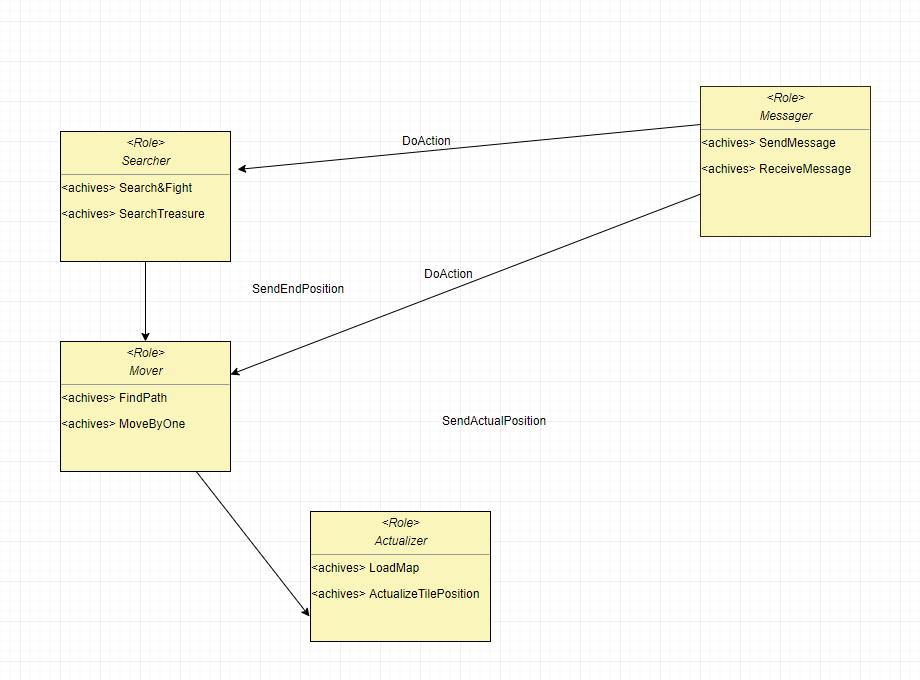 <Role>
Messager
<achives> SendMessage
<achives> ReceiveMessage
DoAction
<Role>
Searcher
<achives> Search&Fight
<achives> SearchTreasure
DoAction
SendEndPosition
<Role>
Mover
<achives> FindPath
<achives> MoveByOne
SendActualPosition
<Role>
Actualizer
<achives> LoadMap
<achives> ActualizeTilePosition